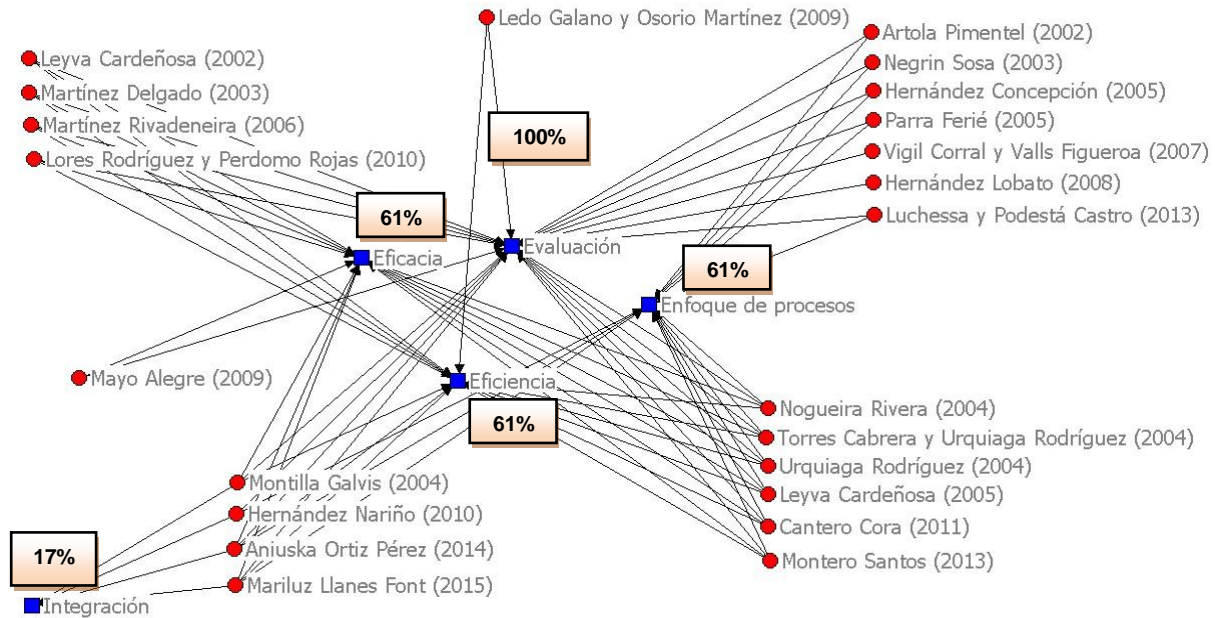 Ledo Galano y Osorio Martínez (2009)
Artola Pimentel (2002)
Leyva Cardeñosa (2002)
Negrin Sosa (2003)
Martínez Delgado (2003)
Hernández Concepción (2005)
Martínez Rivadeneira (2006)
Parra Ferié (2005)
100%
Lores Rodríguez y Perdomo Rojas (2010)
Vigil Corral y Valls Figueroa (2007)
Hernández Lobato (2008)
61%
Luchessa y Podestá Castro (2013)
Evaluación
Eficacia
61%
Enfoque de procesos
Mayo Alegre (2009)
Eficiencia
61%
Nogueira Rivera (2004)
Torres Cabrera y Urquiaga Rodríguez (2004)
Urquiaga Rodríguez (2004)
Montilla Galvis (2004)
Leyva Cardeñosa (2005)
Hernández Nariño (2010)
Cantero Cora (2011)
Aniuska Ortiz Pérez (2014)
17%
Montero Santos (2013)
Mariluz Llanes Font (2015)
Integración